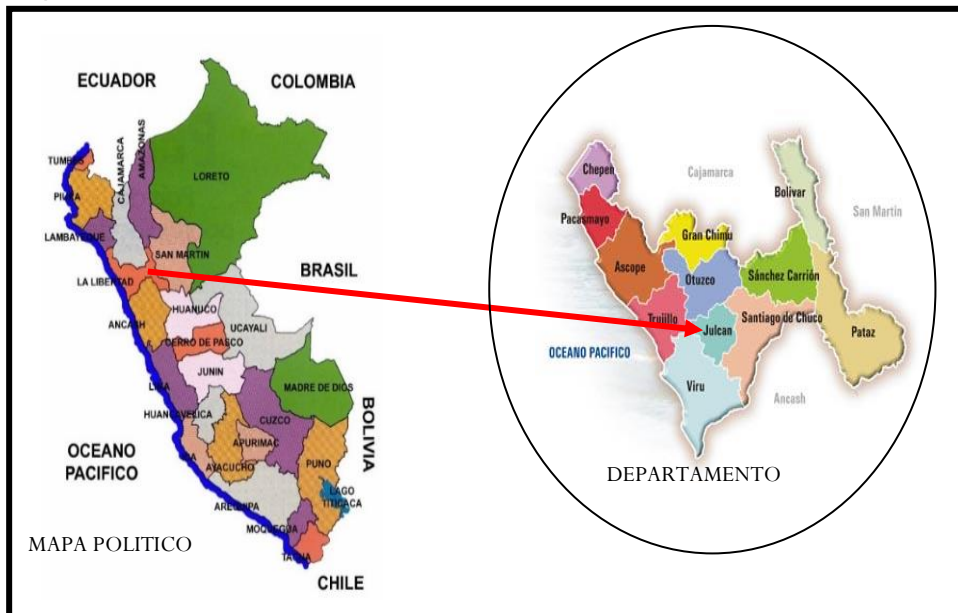 ECUADOR
COLOMBIA
TUMBES
PIURA
CAJAMARCA
AMAZONAS
LORETO
LAMBAYEQUE
SAN MARTIN
BRASIL
LA LIBERTAD
HUANUCO
ANCASH
UCAYALI
CERRO DE PASCO
JUNIN
LIMA
MADRE DE DIOS
HUANCAVELICA
CUZCO
BOLIVIA
OCEANO
PACIFICO
APURIMAC
ICA
AYACUCHO
PUNO
LAGO
TITICACA
AREQUIPA
MOQUEGUA
TACNA
MAPA POLITICO
CHILE
Chepen
Cajamarca
Bolivar
San Martín
Pacasmayo
Gran Chimu
Ascope
Otuzco
Sánchez Carrión
Trujillo
Julcan
Santiago de Chuco
Pataz
OCEANO PACIFICO
Viru
Ancash
DEPARTAMENTO